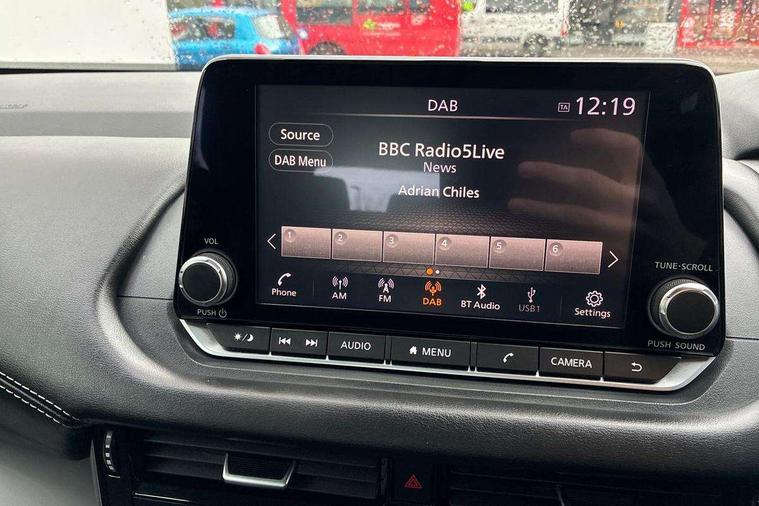 DAB
TA 12:19
Source
DAB Menu
BBC Radio5Live
News
Adrian Chiles
1 2 3 4 5 6
Phone
AM
FM
DAB
BT Audio
USB1
Settings
VOL
PUSH
TUNE·SCROLL
PUSH SOUND
AUDIO
MENU
CAMERA